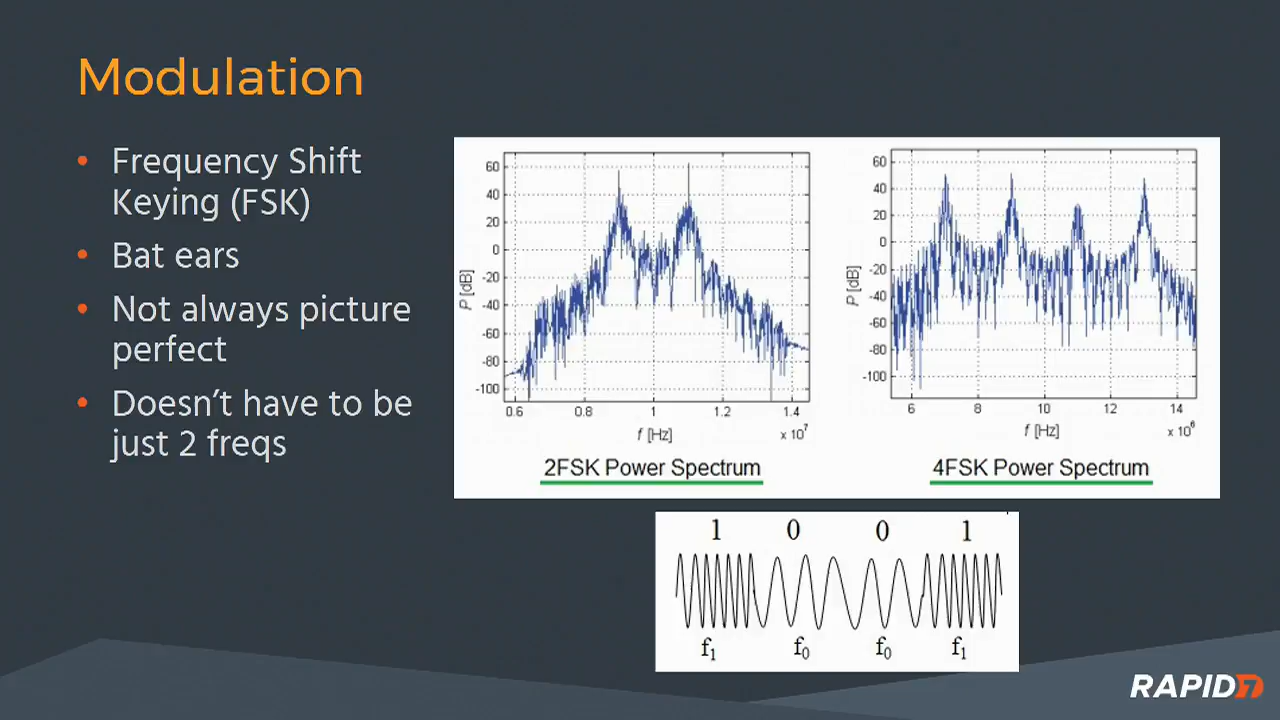 Modulation
• Frequency Shift
Keying (FSK)
• Bat ears
• Not always picture
perfect
• Doesn't have to be
just 2 freqs
60
40
20
0
-20
-40
-60
-80
-100
P [dB]
0.6 0.8 1 1.2 1.4
f [Hz]
x 10⁷
2FSK Power Spectrum
60
40
20
0
-20
-40
-60
-80
-100
P [dB]
6 8 10 12 14
f [Hz]
x 10⁶
4FSK Power Spectrum
1 0 0 1
f₁ f₀ f₀ f₁
RAPID7